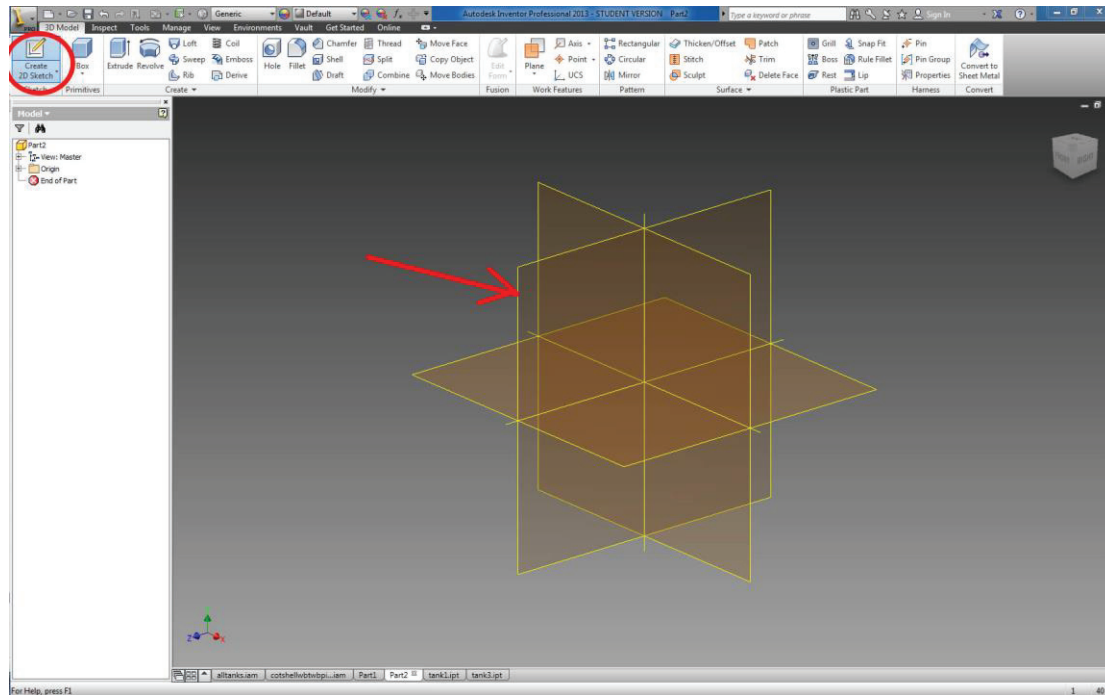 Generic Default Autodesk Inventor Professional 2013 - STUDENT VERSION Part2 Type a keyword or phrase Sign In
PRO 3D Model Inspect Tools Manage View Environments Vault Get Started Online
Create 2D Sketch
Box
Extrude Revolve
Loft Coil
Sweep Emboss
Rib Derive
Hole Fillet
Chamfer Thread Move Face
Shell Split Copy Object
Draft Combine Move Bodies
Edit Form
Plane
Axis
Point
UCS
Rectangular
Circular
Mirror
Thicken/Offset Patch
Stitch Trim
Sculpt Delete Face
Grill Snap Fit
Boss Rule Fillet
Rest Lip
Pin
Pin Group
Properties
Convert to Sheet Metal
Sketch Primitives Create Modify Fusion Work Features Pattern Surface Plastic Part Harness Convert
Model
Part2
View: Master
Origin
End of Part
Z X
alltanks.iam cotshellwbtwbpi...iam Part1 Part2 tank1.ipt tank3.ipt
For Help, press F1 1 40